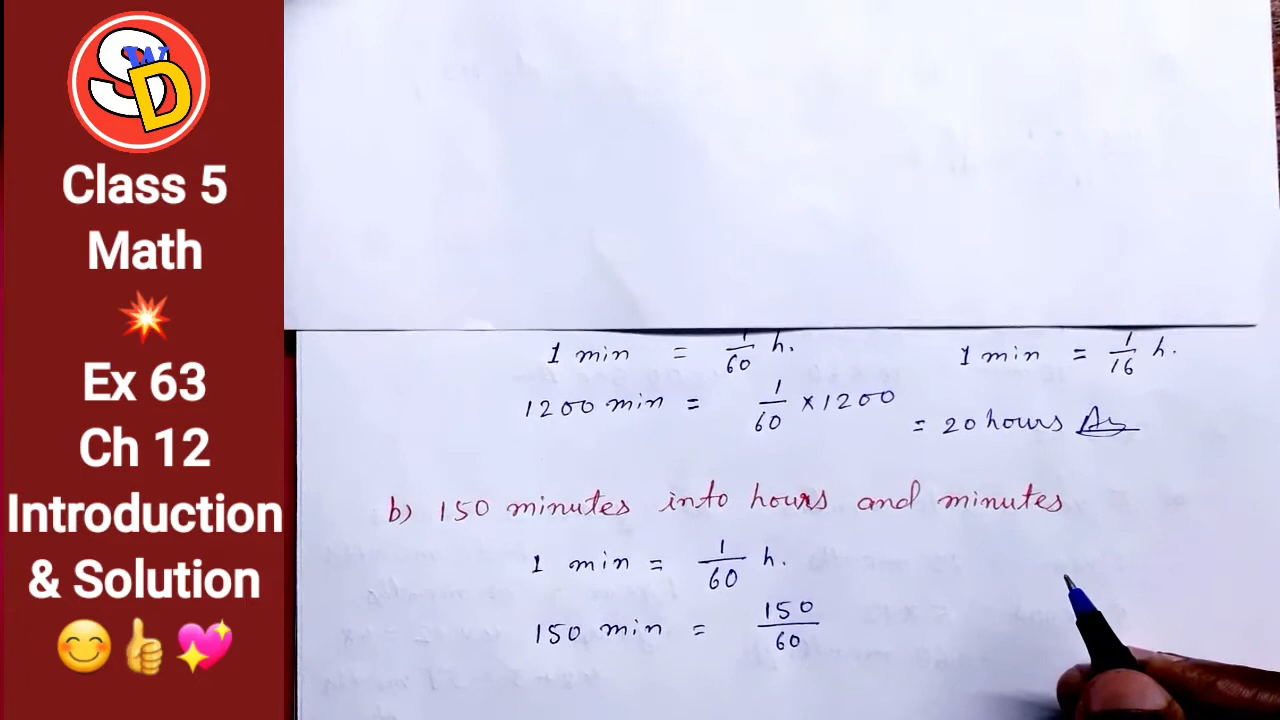 SWD
Class 5
Math
Ex 63
Ch 12
Introduction
& Solution
1 min = 1/60 h.
1 min = 1/16 h.
1200 min = 1/60 × 1200
= 20 hours Ans
b) 150 minutes into hours and minutes
1 min = 1/60 h.
150 min = 150/60